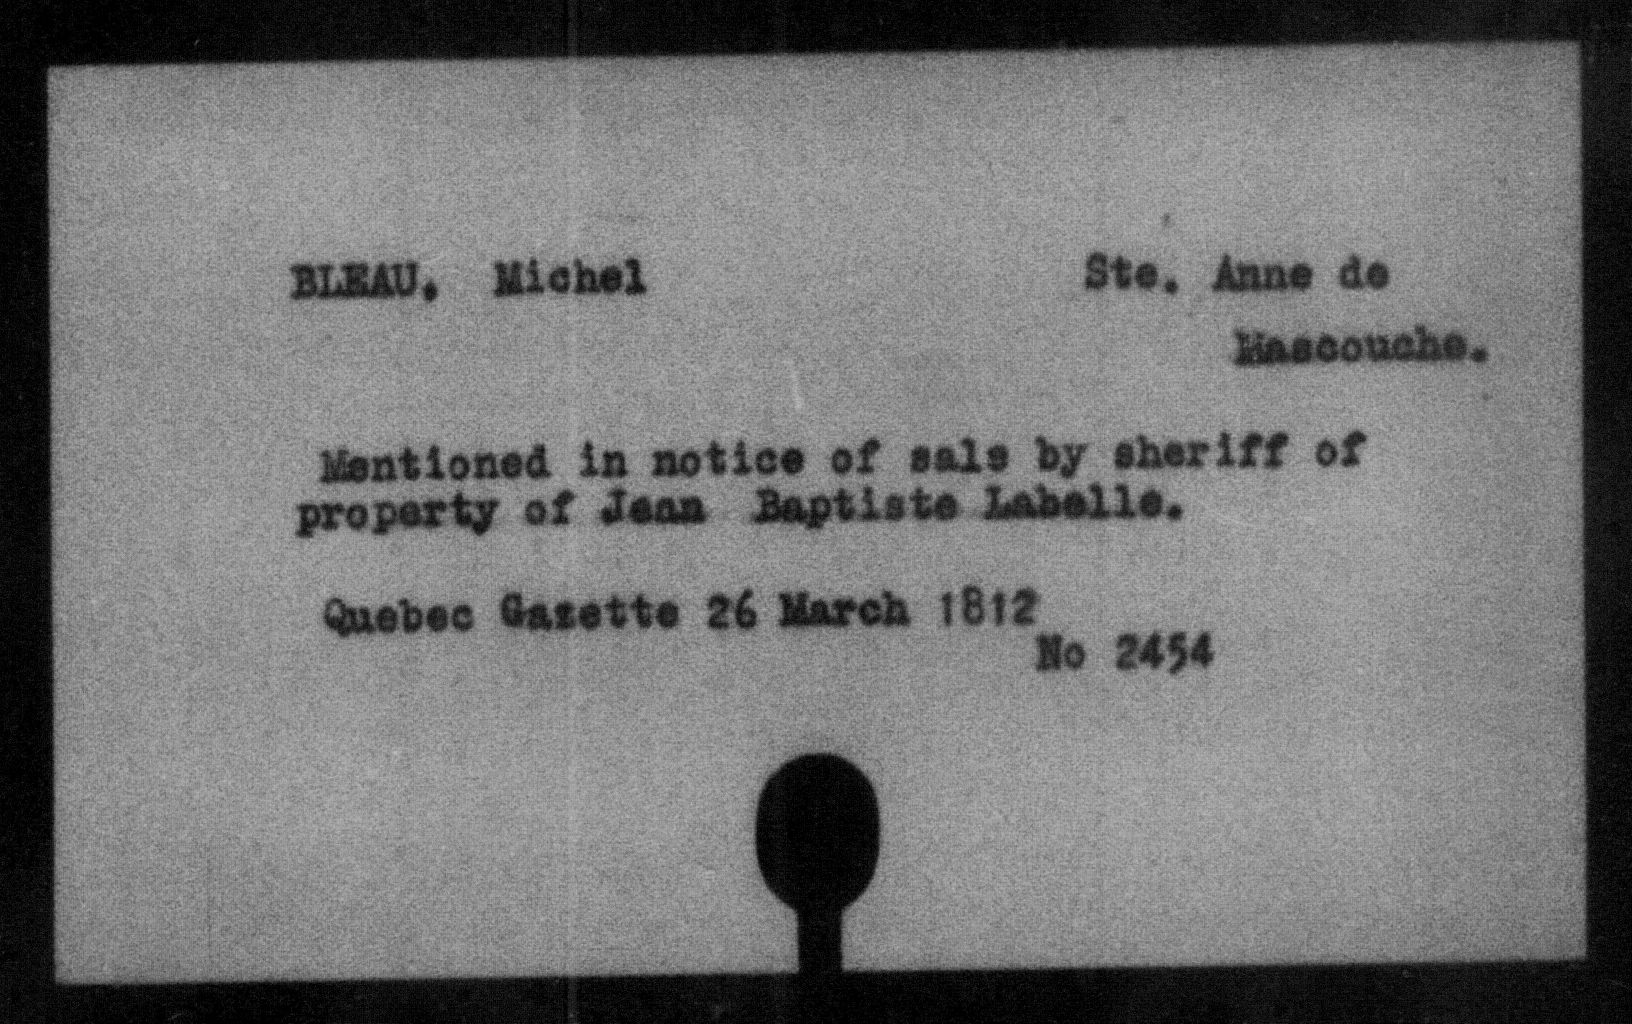 BLEAU, Michel Ste. Anne de
Mascouche.
Mentioned in notice of sale by sheriff of
property of Jean Baptiste Labelle.
Quebec Gazette 26 March 1812
No 2454